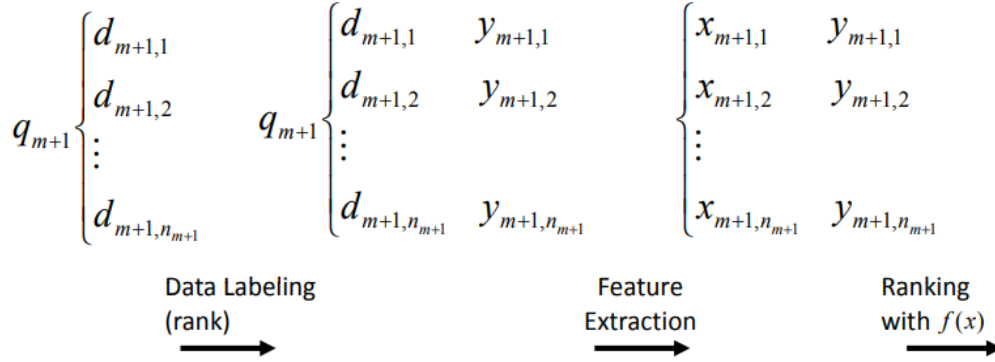 d_{m+1,1} d_{m+1,1} y_{m+1,1} x_{m+1,1} y_{m+1,1}
d_{m+1,2} d_{m+1,2} y_{m+1,2} x_{m+1,2} y_{m+1,2}
q_{m+1} { ⋮ q_{m+1} { ⋮ { ⋮
d_{m+1,n_{m+1}} d_{m+1,n_{m+1}} y_{m+1,n_{m+1}} x_{m+1,n_{m+1}} y_{m+1,n_{m+1}}
Data Labeling
(rank)
Feature
Extraction
Ranking
with f(x)